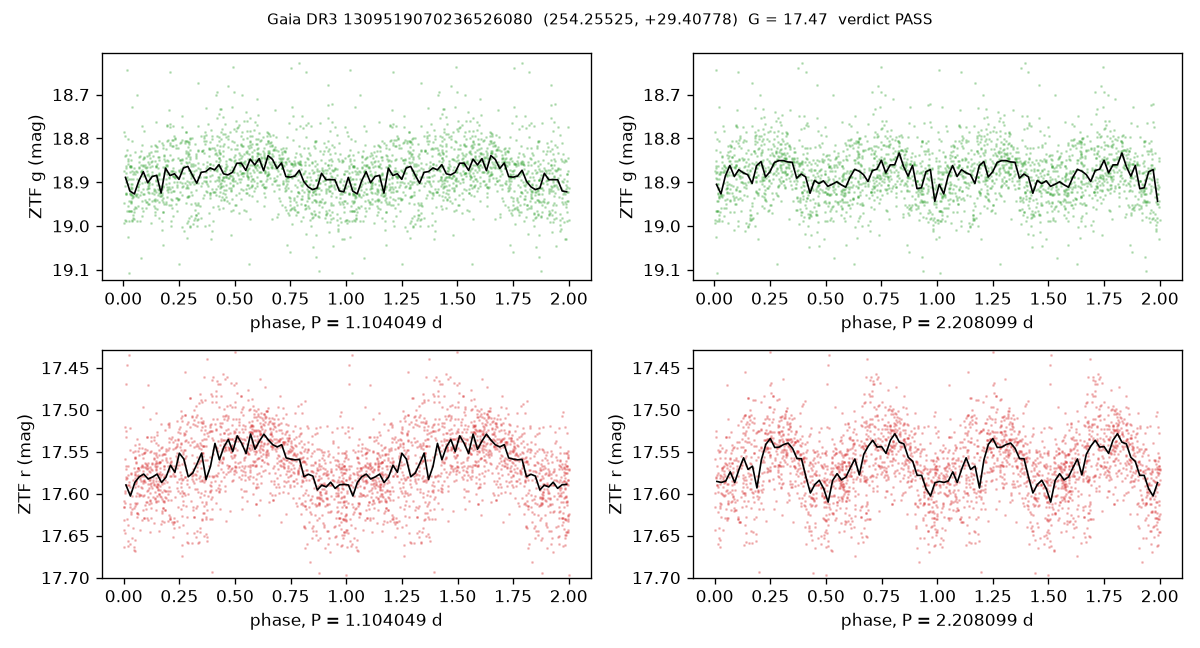 Gaia DR3 1309519070236526080 (254.25525, +29.40778) G = 17.47 verdict PASS
ZTF g (mag)
18.7
18.8
18.9
19.0
19.1
0.00 0.25 0.50 0.75 1.00 1.25 1.50 1.75 2.00
phase, P = 1.104049 d
ZTF g (mag)
18.7
18.8
18.9
19.0
19.1
0.00 0.25 0.50 0.75 1.00 1.25 1.50 1.75 2.00
phase, P = 2.208099 d
ZTF r (mag)
17.45
17.50
17.55
17.60
17.65
17.70
0.00 0.25 0.50 0.75 1.00 1.25 1.50 1.75 2.00
phase, P = 1.104049 d
ZTF r (mag)
17.45
17.50
17.55
17.60
17.65
17.70
0.00 0.25 0.50 0.75 1.00 1.25 1.50 1.75 2.00
phase, P = 2.208099 d